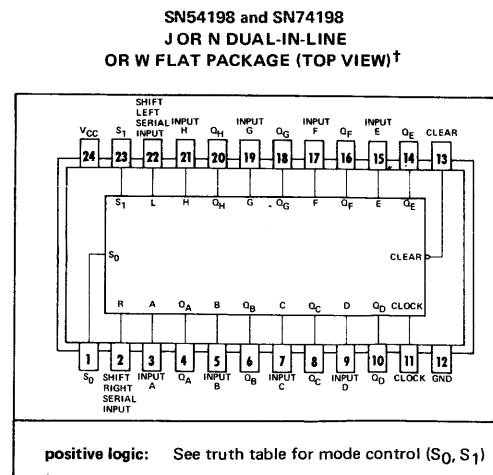 SN54198 and SN74198
J OR N DUAL-IN-LINE
OR W FLAT PACKAGE (TOP VIEW)†
VCC S1 SHIFT LEFT SERIAL INPUT INPUT H QH INPUT G QG INPUT F QF INPUT E QE CLEAR
24 23 22 21 20 19 18 17 16 15 14 13
S1 L H QH G QG F QF E QE
S0 CLEAR
R A QA B QB C QC D QD CLOCK
1 2 3 4 5 6 7 8 9 10 11 12
S0 SHIFT RIGHT SERIAL INPUT INPUT A QA INPUT B QB INPUT C QC INPUT D QD CLOCK GND
positive logic: See truth table for mode control (S0, S1)